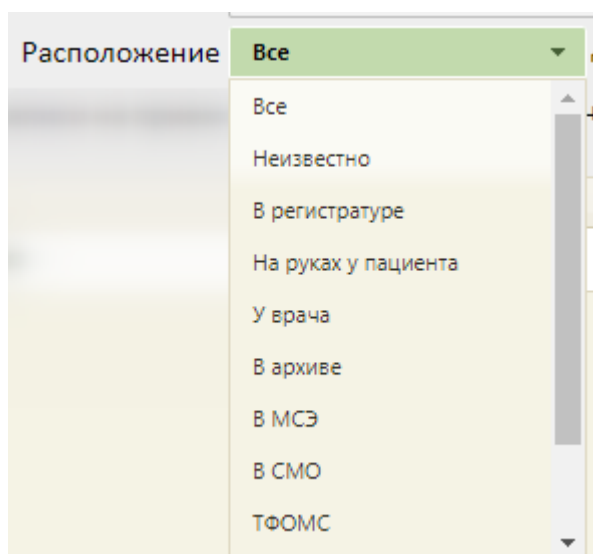 Расположение Все
Все
Неизвестно
В регистратуре
На руках у пациента
У врача
В архиве
В МСЭ
В СМО
ТФОМС